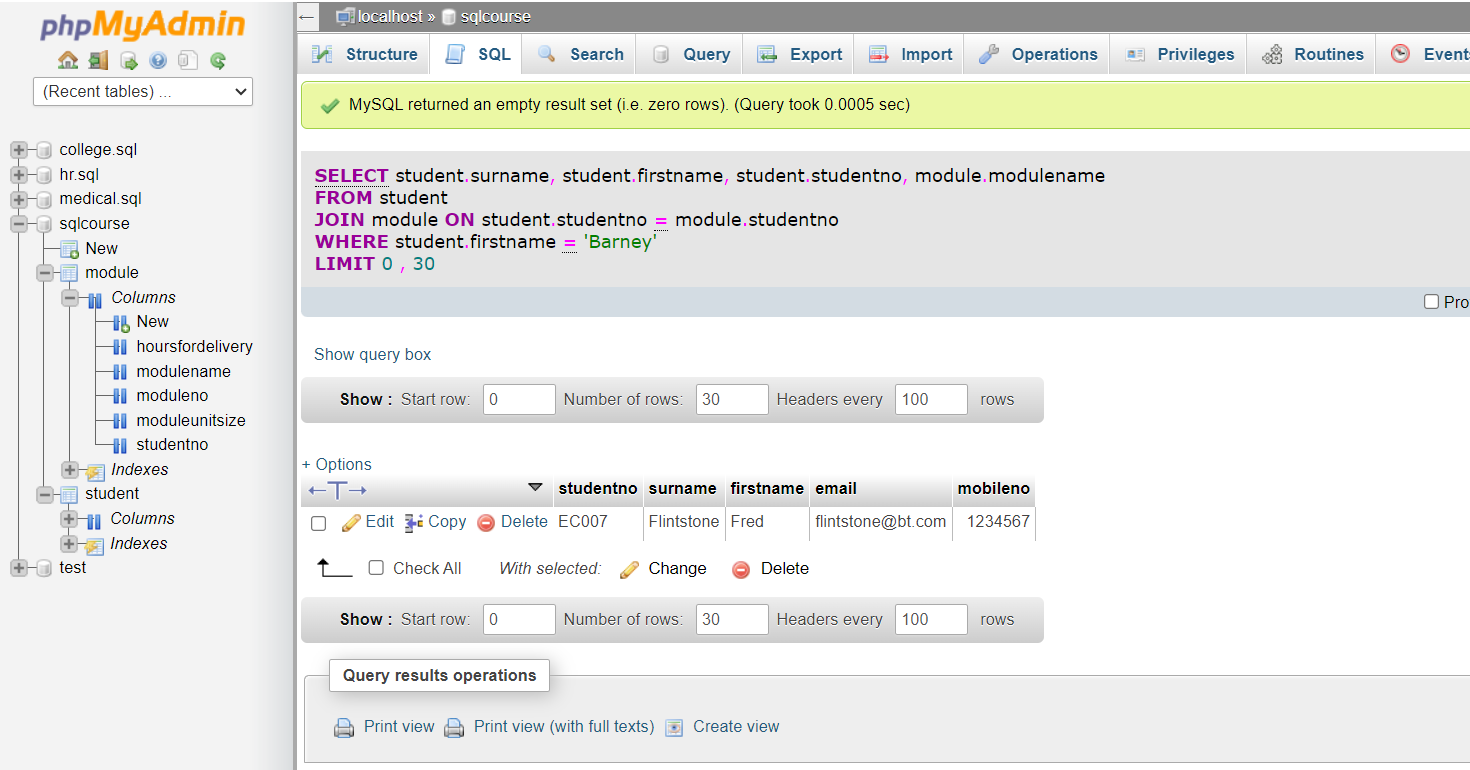 phpMyAdmin
(Recent tables) ...
college.sql
hr.sql
medical.sql
sqlcourse
New
module
Columns
New
hoursfordelivery
modulename
moduleno
moduleunitsize
studentno
Indexes
student
Columns
Indexes
test
localhost » sqlcourse
Structure SQL Search Query Export Import Operations Privileges Routines Events
MySQL returned an empty result set (i.e. zero rows). (Query took 0.0005 sec)
SELECT student.surname, student.firstname, student.studentno, module.modulename
FROM student
JOIN module ON student.studentno = module.studentno
WHERE student.firstname = 'Barney'
LIMIT 0 , 30
Pro
Show query box
Show : Start row: 0 Number of rows: 30 Headers every 100 rows
+ Options
←T→ studentno surname firstname email mobileno
Edit Copy Delete EC007 Flintstone Fred flintstone@bt.com 1234567
Check All With selected: Change Delete
Show : Start row: 0 Number of rows: 30 Headers every 100 rows
Query results operations
Print view Print view (with full texts) Create view